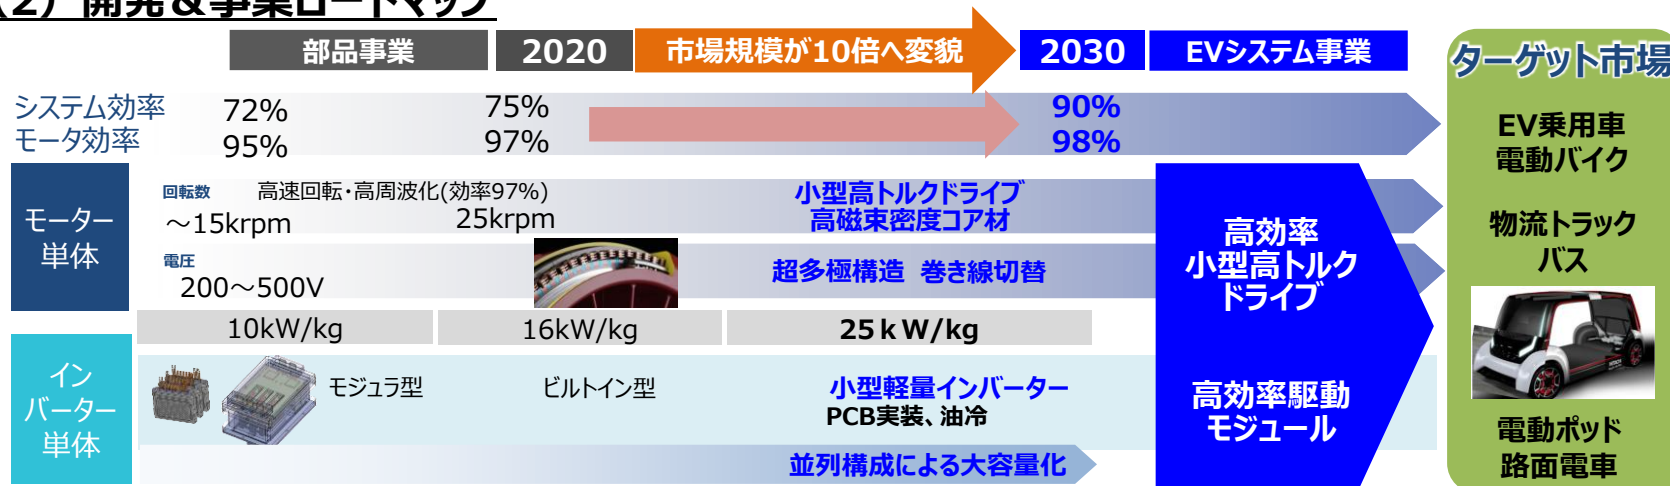 （2）開発＆事業ロードマップ
部品事業
2020
市場規模が10倍へ変貌
2030
EVシステム事業
ターゲット市場
システム効率
72%
75%
90%
モータ効率
95%
97%
98%
EV乗用車
電動バイク
物流トラック
バス
電動ポッド
路面電車
モーター
単体
回転数
高速回転・高周波化(効率97%)
～15krpm
25krpm
小型高トルクドライブ
高磁束密度コア材
電圧
200～500V
超多極構造 巻き線切替
10kW/kg
16kW/kg
25ｋW/kg
高効率
小型高トルク
ドライブ
高効率駆動
モジュール
イン
バーター
単体
モジュラ型
ビルトイン型
小型軽量インバーター
PCB実装、油冷
並列構成による大容量化